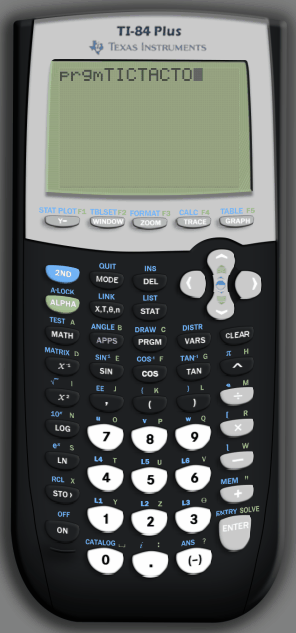 TI-84 Plus
TEXAS INSTRUMENTS
prgmTICTACTO
STAT PLOT F1 TBLSET F2 FORMAT F3 CALC F4 TABLE F5
Y= WINDOW ZOOM TRACE GRAPH
QUIT INS
2ND MODE DEL
A-LOCK LINK LIST
ALPHA X,T,θ,n STAT
TEST A ANGLE B DRAW C DISTR
MATH APPS PRGM VARS CLEAR
MATRIX D SIN⁻¹ E COS⁻¹ F TAN⁻¹ G π H
x⁻¹ SIN COS TAN ^
√ I EE J { K } L M
x² , ( ) ÷
10ˣ N u O v P w Q [ R
LOG 7 8 9 ×
eˣ S L4 T L5 U L6 V ] W
LN 4 5 6 −
RCL X L1 Y L2 Z L3 θ MEM "
STO› 1 2 3 +
OFF CATALOG ⎵ i : ANS ? ENTRY SOLVE
ON 0 . (−) ENTER